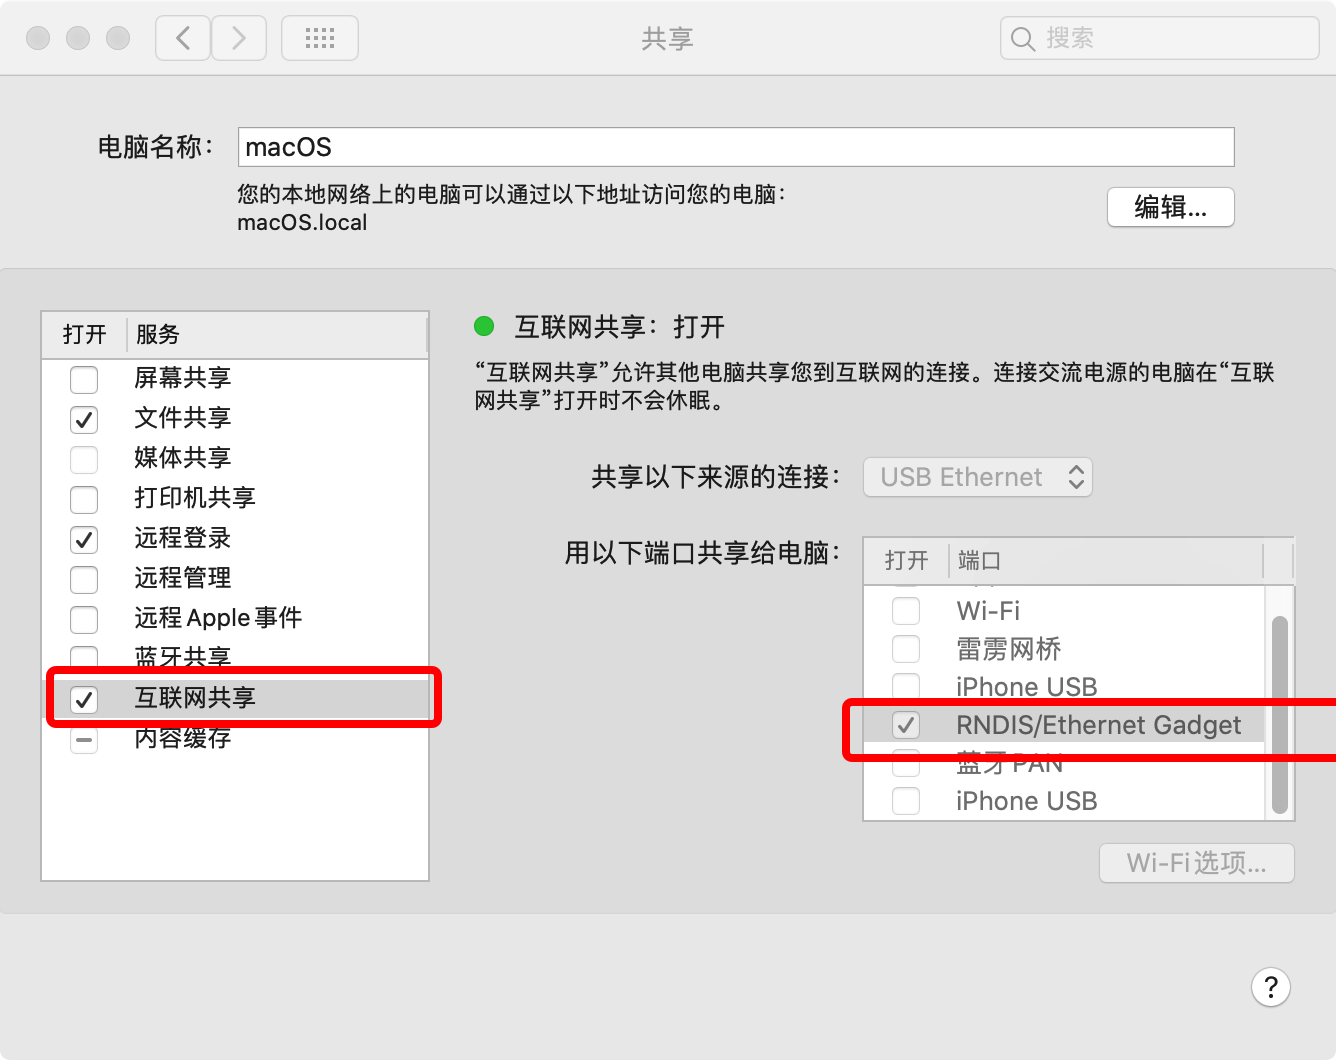 共享
搜索
电脑名称：
macOS
您的本地网络上的电脑可以通过以下地址访问您的电脑：
macOS.local
编辑...
打开 服务
屏幕共享
文件共享
媒体共享
打印机共享
远程登录
远程管理
远程Apple事件
蓝牙共享
互联网共享
内容缓存
互联网共享：打开
“互联网共享”允许其他电脑共享您到互联网的连接。连接交流电源的电脑在“互联
网共享”打开时不会休眠。
共享以下来源的连接：
USB Ethernet
用以下端口共享给电脑：
打开 端口
Wi-Fi
雷雳网桥
iPhone USB
RNDIS/Ethernet Gadget
蓝牙PAN
iPhone USB
Wi-Fi选项...
?